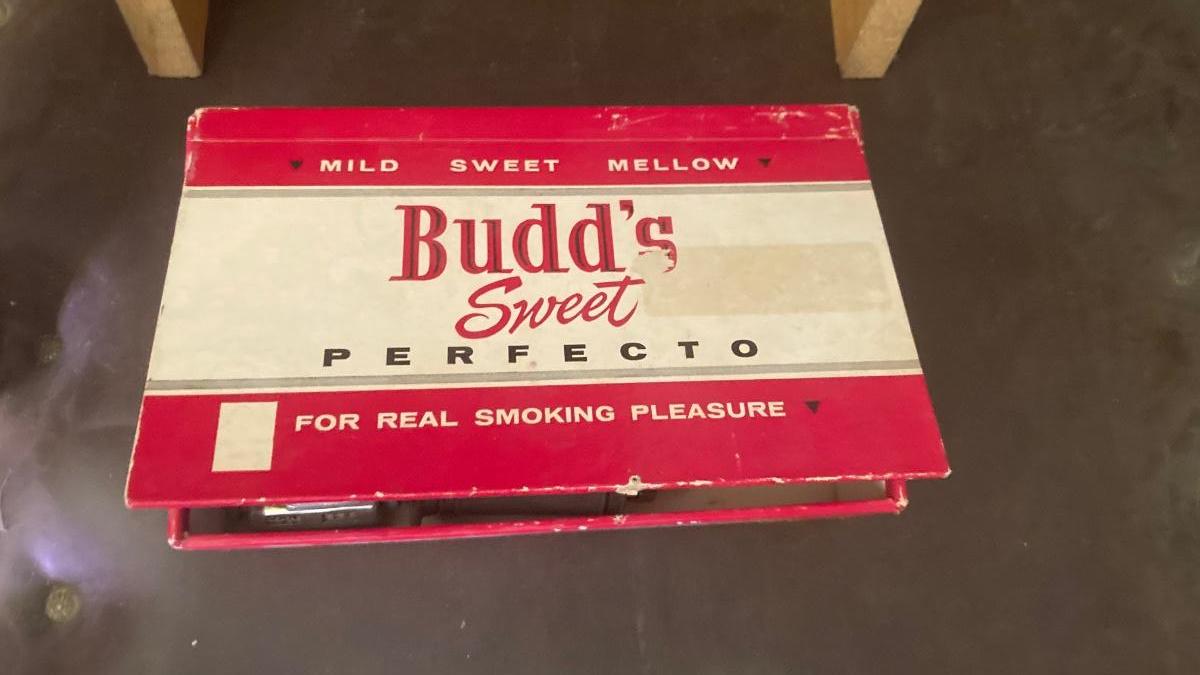 MILD SWEET MELLOW
Budd's
Sweet
PERFECTO
FOR REAL SMOKING PLEASURE